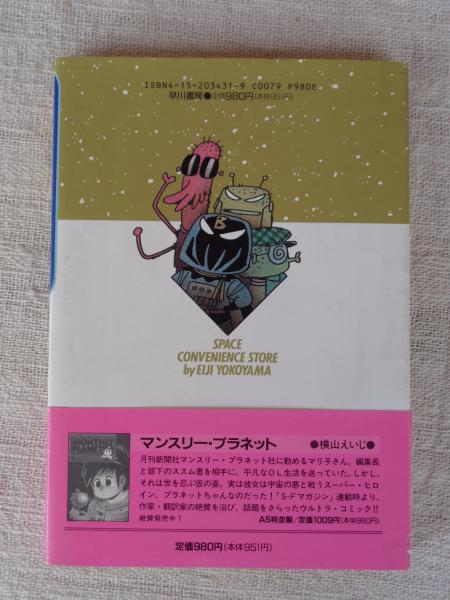 ISBN4-15-203431-9 C0079 P980E
早川書房●定価980円(本体951円)
B
SPACE
CONVENIENCE STORE
by EIJI YOKOYAMA
MONTHLY
PLANET
マンスリー・プラネット ●横山えいじ●
月刊新聞社マンスリー・プラネット社に勤めるマリ子さん。編集長
と部下のススム君を相手に、平凡なOL生活を送っていた。しかし、
それは世を忍ぶ仮の姿。実は彼女は宇宙の悪と戦うスーパー・ヒロ
イン、プラネットちゃんなのだった!「S-Fマガジン」連載時より、
作家・翻訳家の絶賛を浴び、話題をさらったウルトラ・コミック!!
絶賛発売中! A5判並製/定価1009円(本体980円)
定価980円(本体951円)